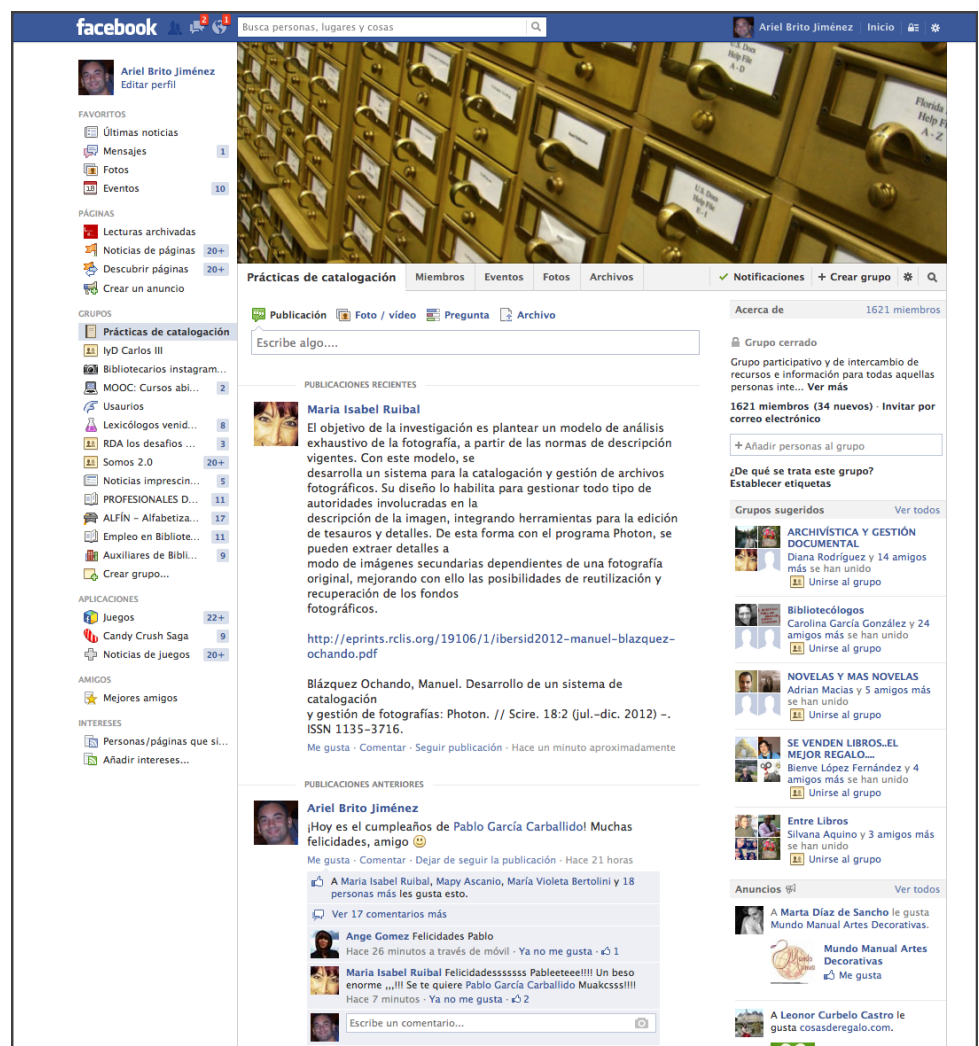 facebook
2
1
Busca personas, lugares y cosas
Ariel Brito Jiménez
Inicio
Ariel Brito Jiménez
Editar perfil
FAVORITOS
Últimas noticias
Mensajes 1
Fotos
18 Eventos 10
PÁGINAS
Lecturas archivadas
Noticias de páginas 20+
Descubrir páginas 20+
Crear un anuncio
GRUPOS
Prácticas de catalogación
IyD Carlos III
Bibliotecarios instagram...
MOOC: Cursos abi... 2
Usaurios
Lexicólogos venid... 8
RDA los desafios ... 3
Somos 2.0 20+
Noticias imprescin... 5
PROFESIONALES D... 11
ALFÍN – Alfabetiza... 17
Empleo en Bibliote... 11
Auxiliares de Bibli... 9
Crear grupo...
APLICACIONES
Juegos 22+
Candy Crush Saga 9
Noticias de juegos 20+
AMIGOS
Mejores amigos
INTERESES
Personas/páginas que si...
Añadir intereses...
U.S. Docs
Help File
A - D
Florida
Help Fi
A - Z
U.S. Docs
Help File
E - I
Prácticas de catalogación
Miembros
Eventos
Fotos
Archivos
Notificaciones
+ Crear grupo
Publicación
Foto / vídeo
Pregunta
Archivo
Escribe algo....
PUBLICACIONES RECIENTES
Maria Isabel Ruibal
El objetivo de la investigación es plantear un modelo de análisis
exhaustivo de la fotografía, a partir de las normas de descripción
vigentes. Con este modelo, se
desarrolla un sistema para la catalogación y gestión de archivos
fotográficos. Su diseño lo habilita para gestionar todo tipo de
autoridades involucradas en la
descripción de la imagen, integrando herramientas para la edición
de tesauros y detalles. De esta forma con el programa Photon, se
pueden extraer detalles a
modo de imágenes secundarias dependientes de una fotografía
original, mejorando con ello las posibilidades de reutilización y
recuperación de los fondos
fotográficos.
http://eprints.rclis.org/19106/1/ibersid2012-manuel-blazquez-
ochando.pdf
Blázquez Ochando, Manuel. Desarrollo de un sistema de
catalogación
y gestión de fotografías: Photon. // Scire. 18:2 (jul.-dic. 2012) -.
ISSN 1135-3716.
Me gusta · Comentar · Seguir publicación · Hace un minuto aproximadamente
PUBLICACIONES ANTERIORES
Ariel Brito Jiménez
¡Hoy es el cumpleaños de Pablo García Carballido! Muchas
felicidades, amigo
Me gusta · Comentar · Dejar de seguir la publicación · Hace 21 horas
A Maria Isabel Ruibal, Mapy Ascanio, María Violeta Bertolini y 18
personas más les gusta esto.
Ver 17 comentarios más
Ange Gomez Felicidades Pablo
Hace 26 minutos a través de móvil · Ya no me gusta · 1
Maria Isabel Ruibal Felicidadesssssss Pableeteee!!!! Un beso
enorme ,,,!!! Se te quiere Pablo García Carballido Muakcsss!!!!
Hace 7 minutos · Ya no me gusta · 2
Escribe un comentario...
Acerca de
1621 miembros
Grupo cerrado
Grupo participativo y de intercambio de
recursos e información para todas aquellas
personas inte... Ver más
1621 miembros (34 nuevos) · Invitar por
correo electrónico
+ Añadir personas al grupo
¿De qué se trata este grupo?
Establecer etiquetas
Grupos sugeridos
Ver todos
ARCHIVÍSTICA Y GESTIÓN
DOCUMENTAL
Diana Rodríguez y 14 amigos
más se han unido
Unirse al grupo
Bibliotecólogos
Carolina García González y 24
amigos más se han unido
Unirse al grupo
NOVELAS Y MAS NOVELAS
Adrian Macias y 5 amigos más
se han unido
Unirse al grupo
SE VENDEN LIBROS..EL
MEJOR REGALO....
Bienve López Fernández y 4
amigos más se han unido
Unirse al grupo
Entre Libros
Silvana Aquino y 3 amigos más
se han unido
Unirse al grupo
Anuncios
Ver todos
A Marta Díaz de Sancho le gusta
Mundo Manual Artes Decorativas.
Mundo Manual Artes
Decorativas
Me gusta
A Leonor Curbelo Castro le
gusta cosasderegalo.com.